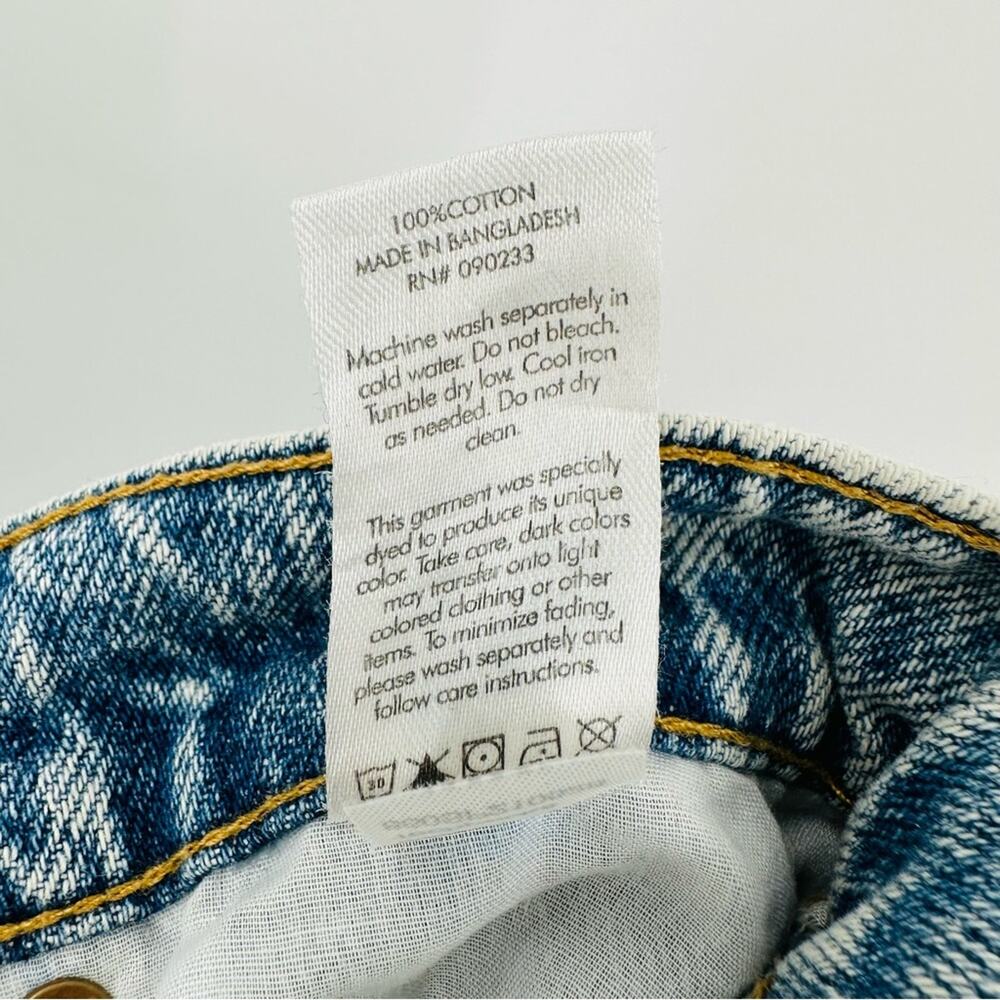 100%COTTON
MADE IN BANGLADESH
RN# 090233
Machine wash separately in
cold water. Do not bleach.
Tumble dry low. Cool iron
as needed. Do not dry
clean.
This garment was specially
dyed to produce its unique
color. Take care, dark colors
may transfer onto light
colored clothing or other
items. To minimize fading,
please wash separately and
follow care instructions.
30